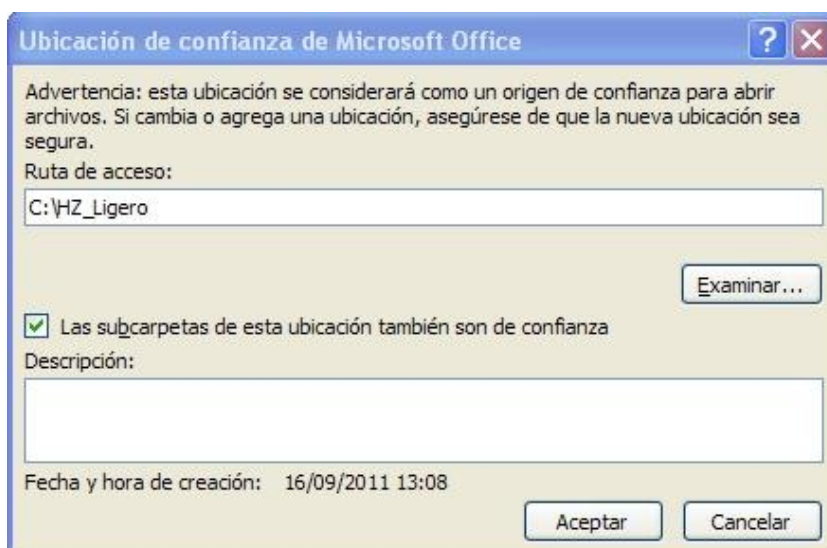 Ubicación de confianza de Microsoft Office
Advertencia: esta ubicación se considerará como un origen de confianza para abrir
archivos. Si cambia o agrega una ubicación, asegúrese de que la nueva ubicación sea
segura.
Ruta de acceso:
C:\HZ_Ligero
Examinar...
Las subcarpetas de esta ubicación también son de confianza
Descripción:
Fecha y hora de creación: 16/09/2011 13:08
Aceptar Cancelar